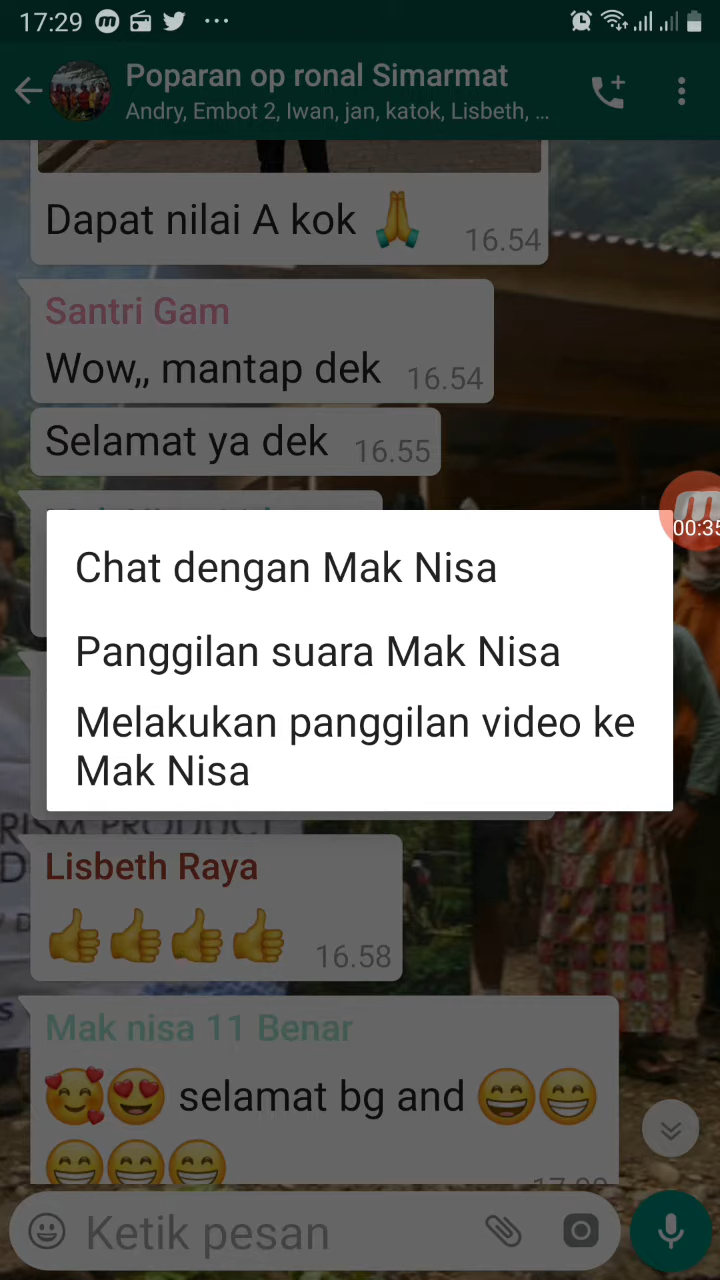 17:29
Poparan op ronal Simarmat
Andry, Embot 2, Iwan, jan, katok, Lisbeth, ...
Dapat nilai A kok 🙏 16.54
Santri Gam
Wow,, mantap dek 16.54
Selamat ya dek 16.55
00:35
Chat dengan Mak Nisa
Panggilan suara Mak Nisa
Melakukan panggilan video ke
Mak Nisa
PRODUCT
Lisbeth Raya
👍👍👍👍 16.58
Mak nisa 11 Benar
🥰😍 selamat bg and 😄😁
😁😁😁
Ketik pesan